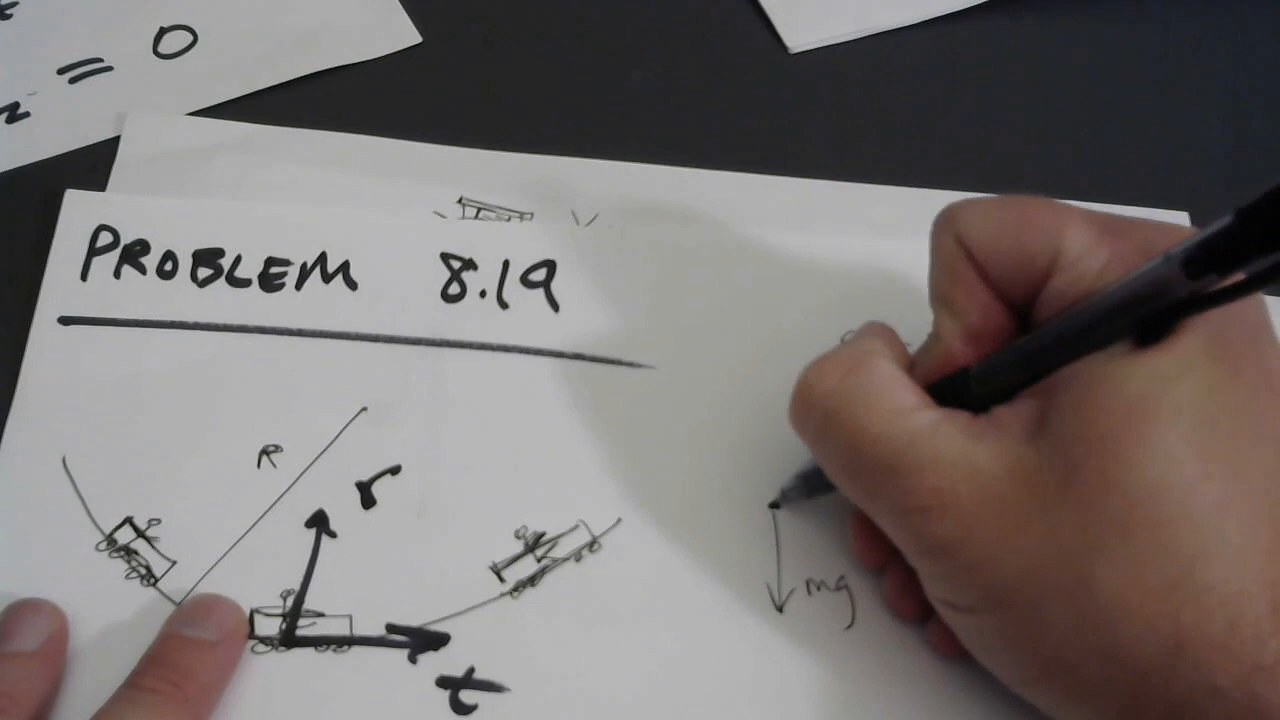 = 0
PROBLEM 8.19
R
r
t
mg